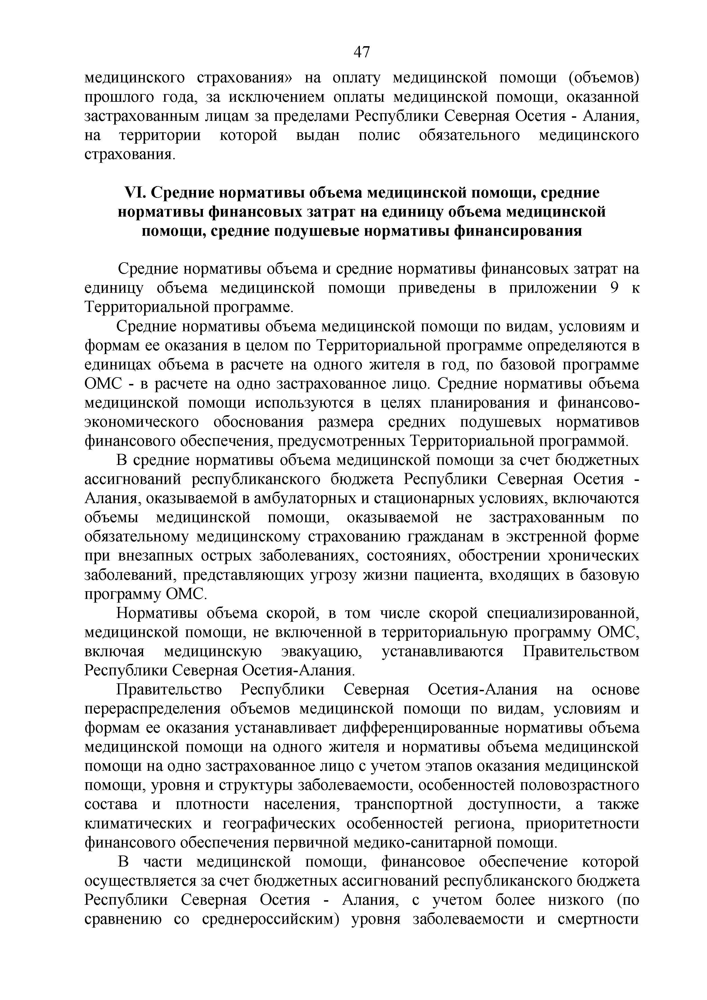 47
медицинского страхования» на оплату медицинской помощи (объемов)
прошлого года, за исключением оплаты медицинской помощи, оказанной
застрахованным лицам за пределами Республики Северная Осетия - Алания,
на территории которой выдан полис обязательного медицинского
страхования.
VI. Средние нормативы объема медицинской помощи, средние
нормативы финансовых затрат на единицу объема медицинской
помощи, средние подушевые нормативы финансирования
Средние нормативы объема и средние нормативы финансовых затрат на
единицу объема медицинской помощи приведены в приложении 9 к
Территориальной программе.
Средние нормативы объема медицинской помощи по видам, условиям и
формам ее оказания в целом по Территориальной программе определяются в
единицах объема в расчете на одного жителя в год, по базовой программе
ОМС - в расчете на одно застрахованное лицо. Средние нормативы объема
медицинской помощи используются в целях планирования и финансово-
экономического обоснования размера средних подушевых нормативов
финансового обеспечения, предусмотренных Территориальной программой.
В средние нормативы объема медицинской помощи за счет бюджетных
ассигнований республиканского бюджета Республики Северная Осетия -
Алания, оказываемой в амбулаторных и стационарных условиях, включаются
объемы медицинской помощи, оказываемой не застрахованным по
обязательному медицинскому страхованию гражданам в экстренной форме
при внезапных острых заболеваниях, состояниях, обострении хронических
заболеваний, представляющих угрозу жизни пациента, входящих в базовую
программу ОМС.
Нормативы объема скорой, в том числе скорой специализированной,
медицинской помощи, не включенной в территориальную программу ОМС,
включая медицинскую эвакуацию, устанавливаются Правительством
Республики Северная Осетия-Алания.
Правительство Республики Северная Осетия-Алания на основе
перераспределения объемов медицинской помощи по видам, условиям и
формам ее оказания устанавливает дифференцированные нормативы объема
медицинской помощи на одного жителя и нормативы объема медицинской
помощи на одно застрахованное лицо с учетом этапов оказания медицинской
помощи, уровня и структуры заболеваемости, особенностей половозрастного
состава и плотности населения, транспортной доступности, а также
климатических и географических особенностей региона, приоритетности
финансового обеспечения первичной медико-санитарной помощи.
В части медицинской помощи, финансовое обеспечение которой
осуществляется за счет бюджетных ассигнований республиканского бюджета
Республики Северная Осетия - Алания, с учетом более низкого (по
сравнению со среднероссийским) уровня заболеваемости и смертности